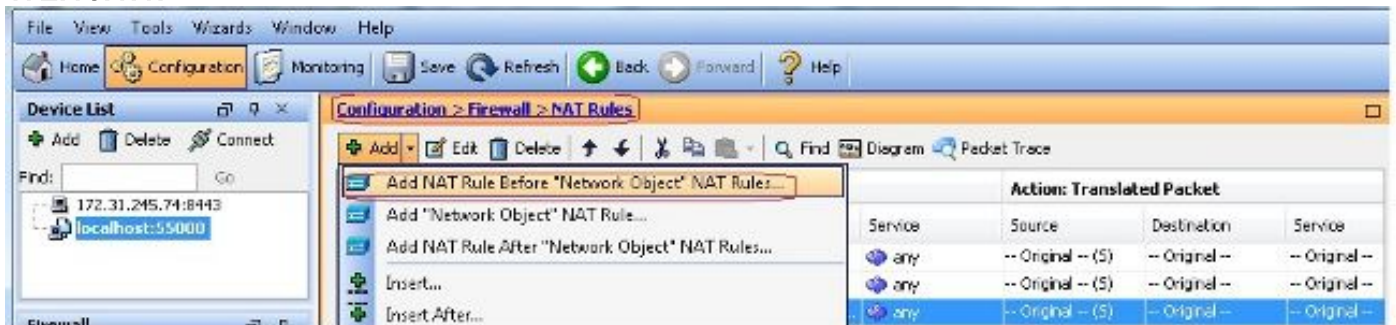 File View Tools Wizards Window Help
Home Configuration Monitoring Save Refresh Back Forward Help
Device List
Add Delete Connect
Find: Go
172.31.245.74:8443
localhost:55000
Configuration > Firewall > NAT Rules
Add Edit Delete Find Diagram Packet Trace
Add NAT Rule Before "Network Object" NAT Rules...
Add "Network Object" NAT Rule...
Add NAT Rule After "Network Object" NAT Rules...
Insert...
Insert After...
Action: Translated Packet
Service Source Destination Service
any -- Original -- (S) -- Original -- -- Original --
any -- Original -- (S) -- Original -- -- Original --
any -- Original -- (S) -- Original -- -- Original --